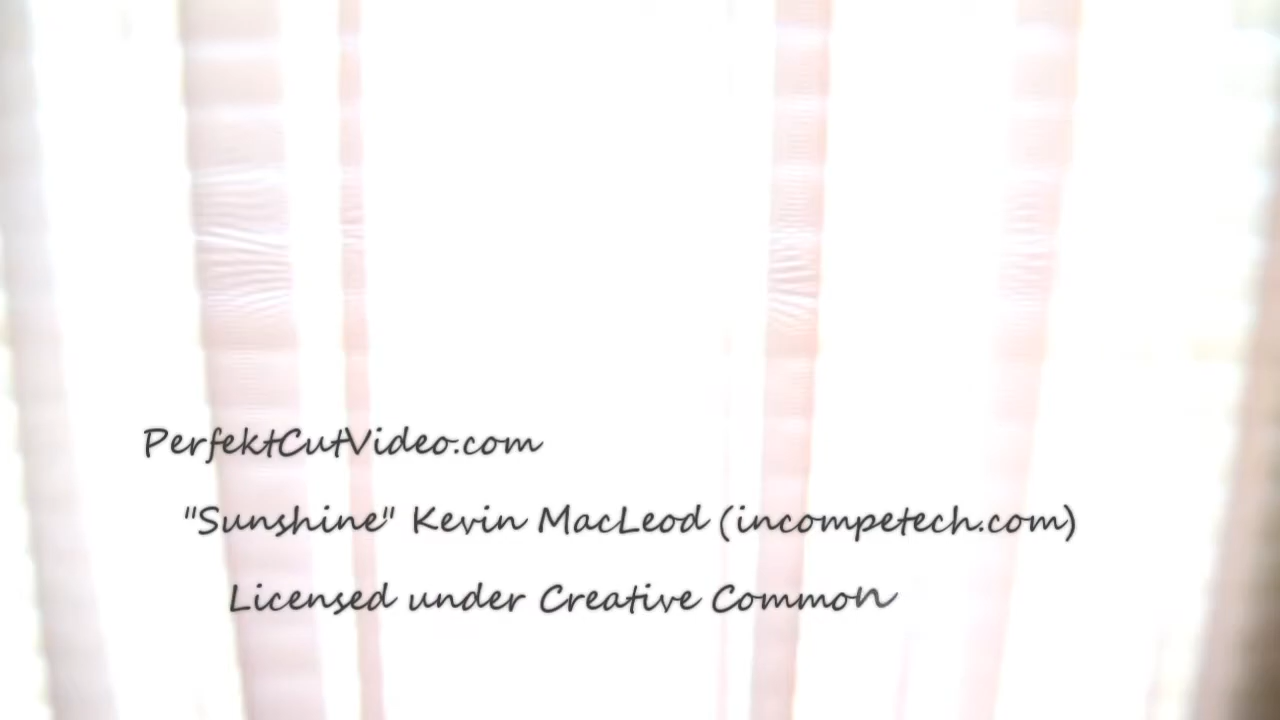 PerfektCutVideo.com
"Sunshine" Kevin MacLeod (incompetech.com)
Licensed under Creative Common